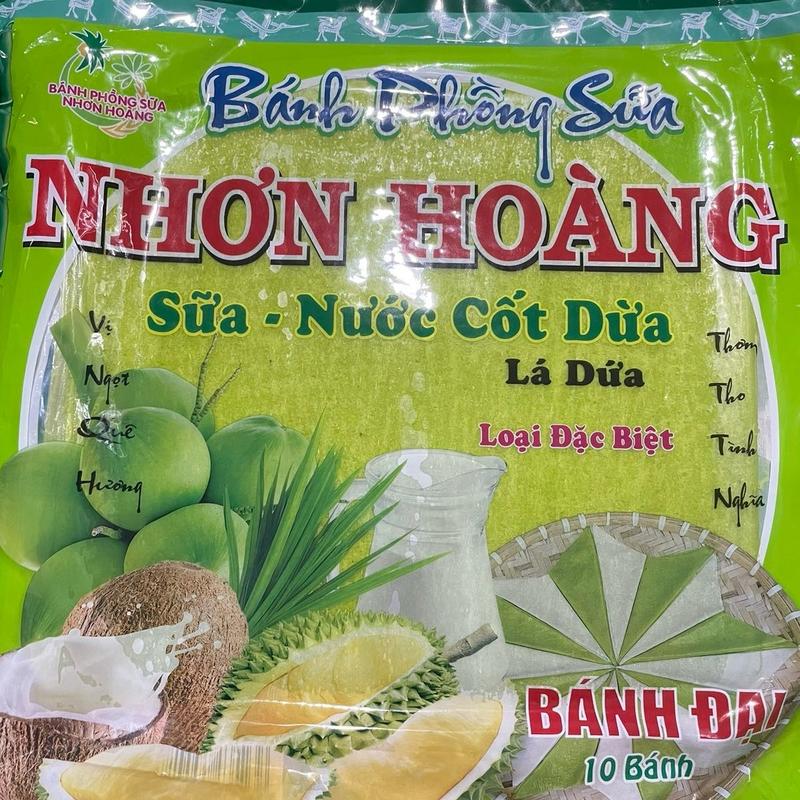 BÁNH PHỒNG SỮA
NHƠN HOÀNG
Bánh Phồng Sữa
NHƠN HOÀNG
Sữa - Nước Cốt Dừa
Lá Dứa
Loại Đặc Biệt
Vị
Ngọt
Quê
Hương
Thơm
Tho
Tình
Nghĩa
BÁNH ĐẠI
10 Bánh